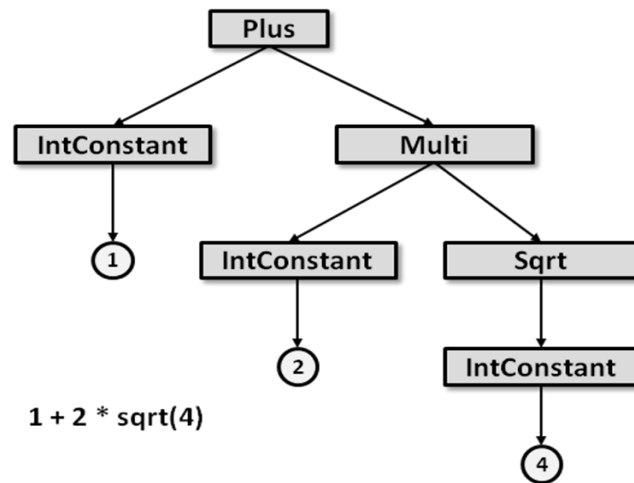 Plus
IntConstant
Multi
1
IntConstant
Sqrt
2
IntConstant
1 + 2 * sqrt(4)
4